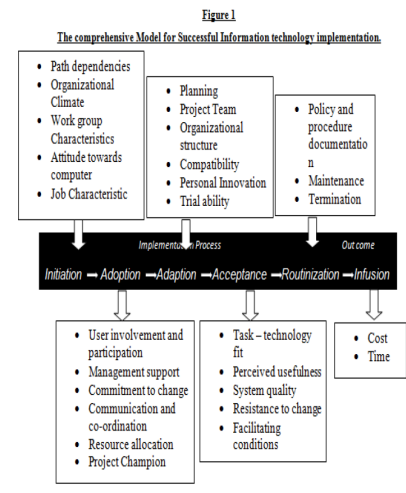 Figure 1
The comprehensive Model for Successful Information technology implementation.
• Path dependencies
• Organizational
Climate
• Work group
Characteristics
• Attitude towards
computer
• Job Characteristic
• Planning
• Project Team
• Organizational
structure
• Compatibility
• Personal Innovation
• Trial ability
• Policy and
procedure
documentatio
n
• Maintenance
• Termination
Implementation Process
Out come
Initiation → Adoption → Adaption → Acceptance → Routinization → Infusion
• User involvement and
participation
• Management support
• Commitment to change
• Communication and
co-ordination
• Resource allocation
• Project Champion
• Task – technology
fit
• Perceived usefulness
• System quality
• Resistance to change
• Facilitating
conditions
• Cost
• Time